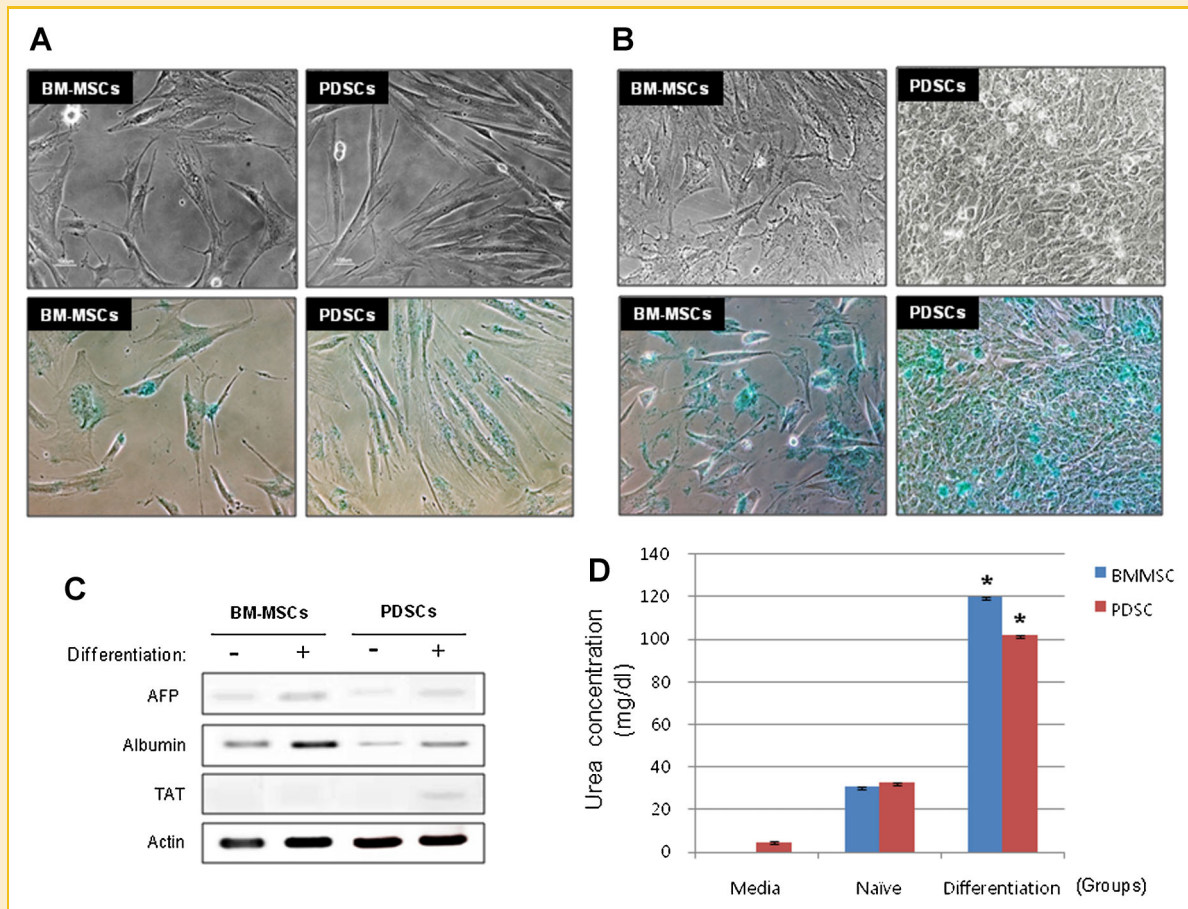 A
BM-MSCs
PDSCs
BM-MSCs
PDSCs
B
BM-MSCs
PDSCs
BM-MSCs
PDSCs
C
BM-MSCs PDSCs
Differentiation: - + - +
AFP
Albumin
TAT
Actin
D
Urea concentration
(mg/dl)
140
120
100
80
60
40
20
0
* *
BMMSC
PDSC
Media Naïve Differentiation (Groups)